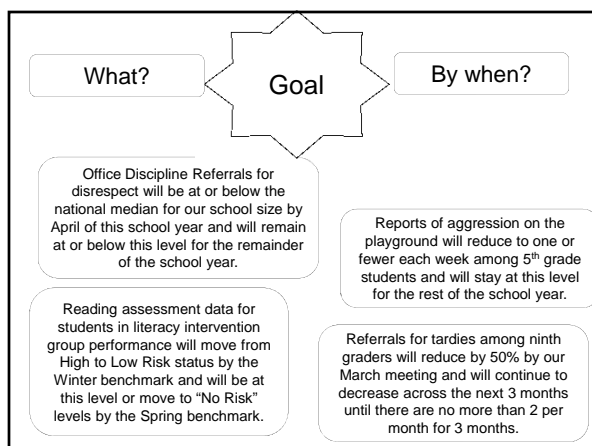 What?
Goal
By when?
Office Discipline Referrals for
disrespect will be at or below the
national median for our school size by
April of this school year and will remain
at or below this level for the remainder
of the school year.
Reports of aggression on the
playground will reduce to one or
fewer each week among 5th grade
students and will stay at this level
for the rest of the school year.
Reading assessment data for
students in literacy intervention
group performance will move from
High to Low Risk status by the
Winter benchmark and will be at
this level or move to “No Risk”
levels by the Spring benchmark.
Referrals for tardies among ninth
graders will reduce by 50% by our
March meeting and will continue to
decrease across the next 3 months
until there are no more than 2 per
month for 3 months.